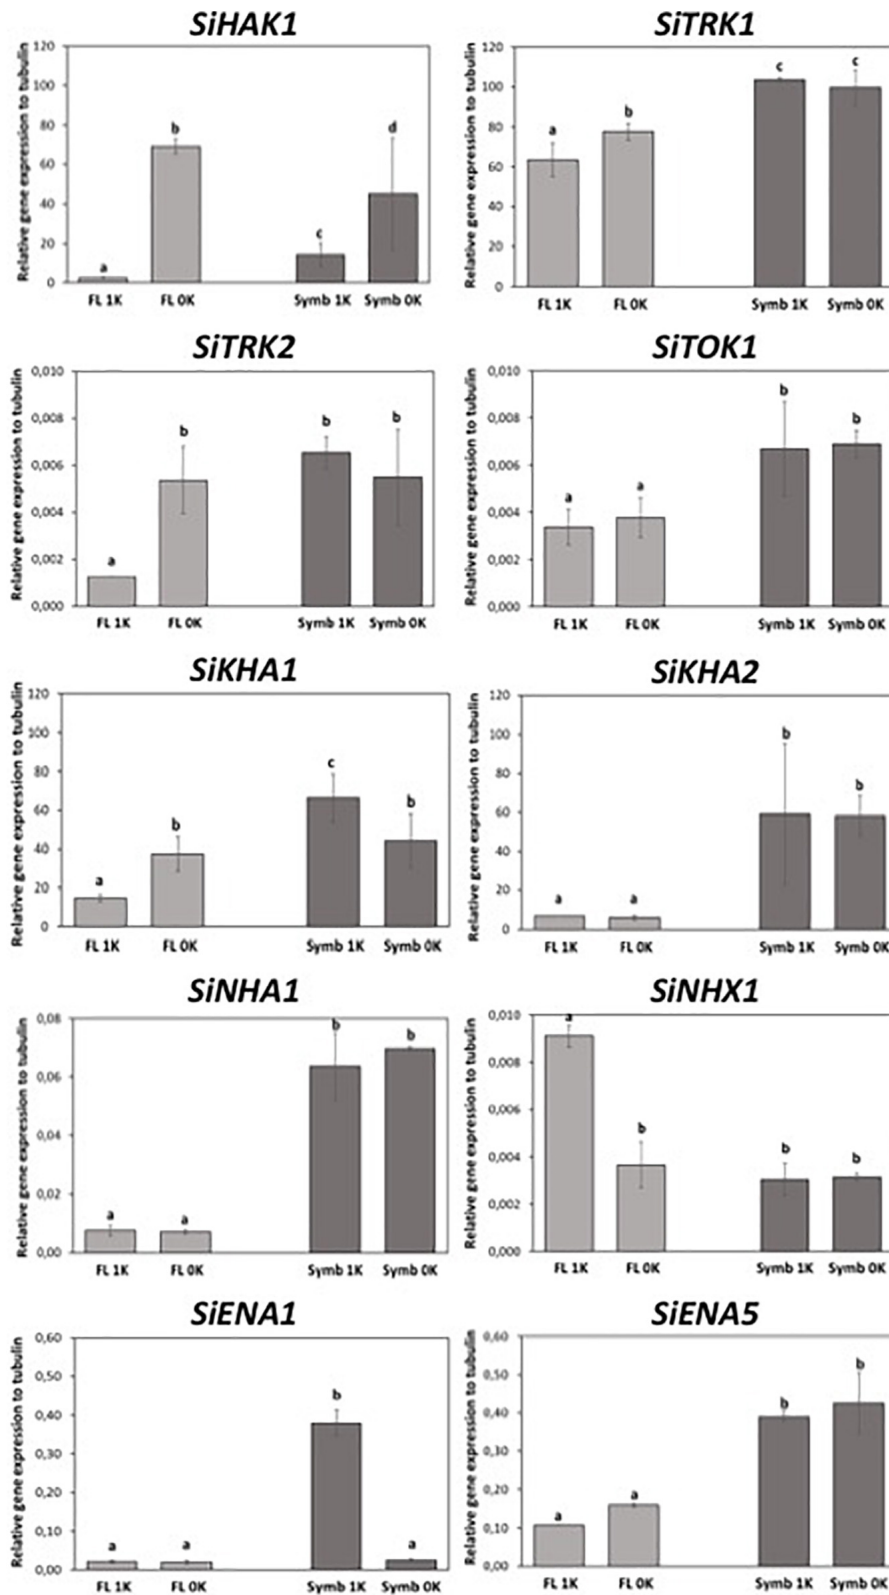 SiHAK1
Relative gene expression to tubulin
120
100
80
60
40
20
0
a
b
c
d
FL 1K FL 0K Symb 1K Symb 0K
SiTRK1
Relative gene expression to tubulin
120
100
80
60
40
20
0
a
b
c
c
FL 1K FL 0K Symb 1K Symb 0K
SiTRK2
Relative gene expression to tubulin
0,010
0,008
0,006
0,004
0,002
0,000
a
b
b
b
FL 1K FL 0K Symb 1K Symb 0K
SiTOK1
Relative gene expression to tubulin
0,010
0,008
0,006
0,004
0,002
0,000
a
a
b
b
FL 1K FL 0K Symb 1K Symb 0K
SiKHA1
Relative gene expression to tubulin
120
100
80
60
40
20
0
a
b
c
b
FL 1K FL 0K Symb 1K Symb 0K
SiKHA2
Relative gene expression to tubulin
120
100
80
60
40
20
0
a
a
b
b
FL 1K FL 0K Symb 1K Symb 0K
SiNHA1
Relative gene expression to tubulin
0,08
0,06
0,04
0,02
0,00
a
a
b
b
FL 1K FL 0K Symb 1K Symb 0K
SiNHX1
Relative gene expression to tubulin
0,010
0,008
0,006
0,004
0,002
0,000
a
b
b
b
FL 1K FL 0K Symb 1K Symb 0K
SiENA1
Relative gene expression to tubulin
0,60
0,50
0,40
0,30
0,20
0,10
0,00
a
a
b
a
FL 1K FL 0K Symb 1K Symb 0K
SiENA5
Relative gene expression to tubulin
0,60
0,50
0,40
0,30
0,20
0,10
0,00
a
a
b
b
FL 1K FL 0K Symb 1K Symb 0K